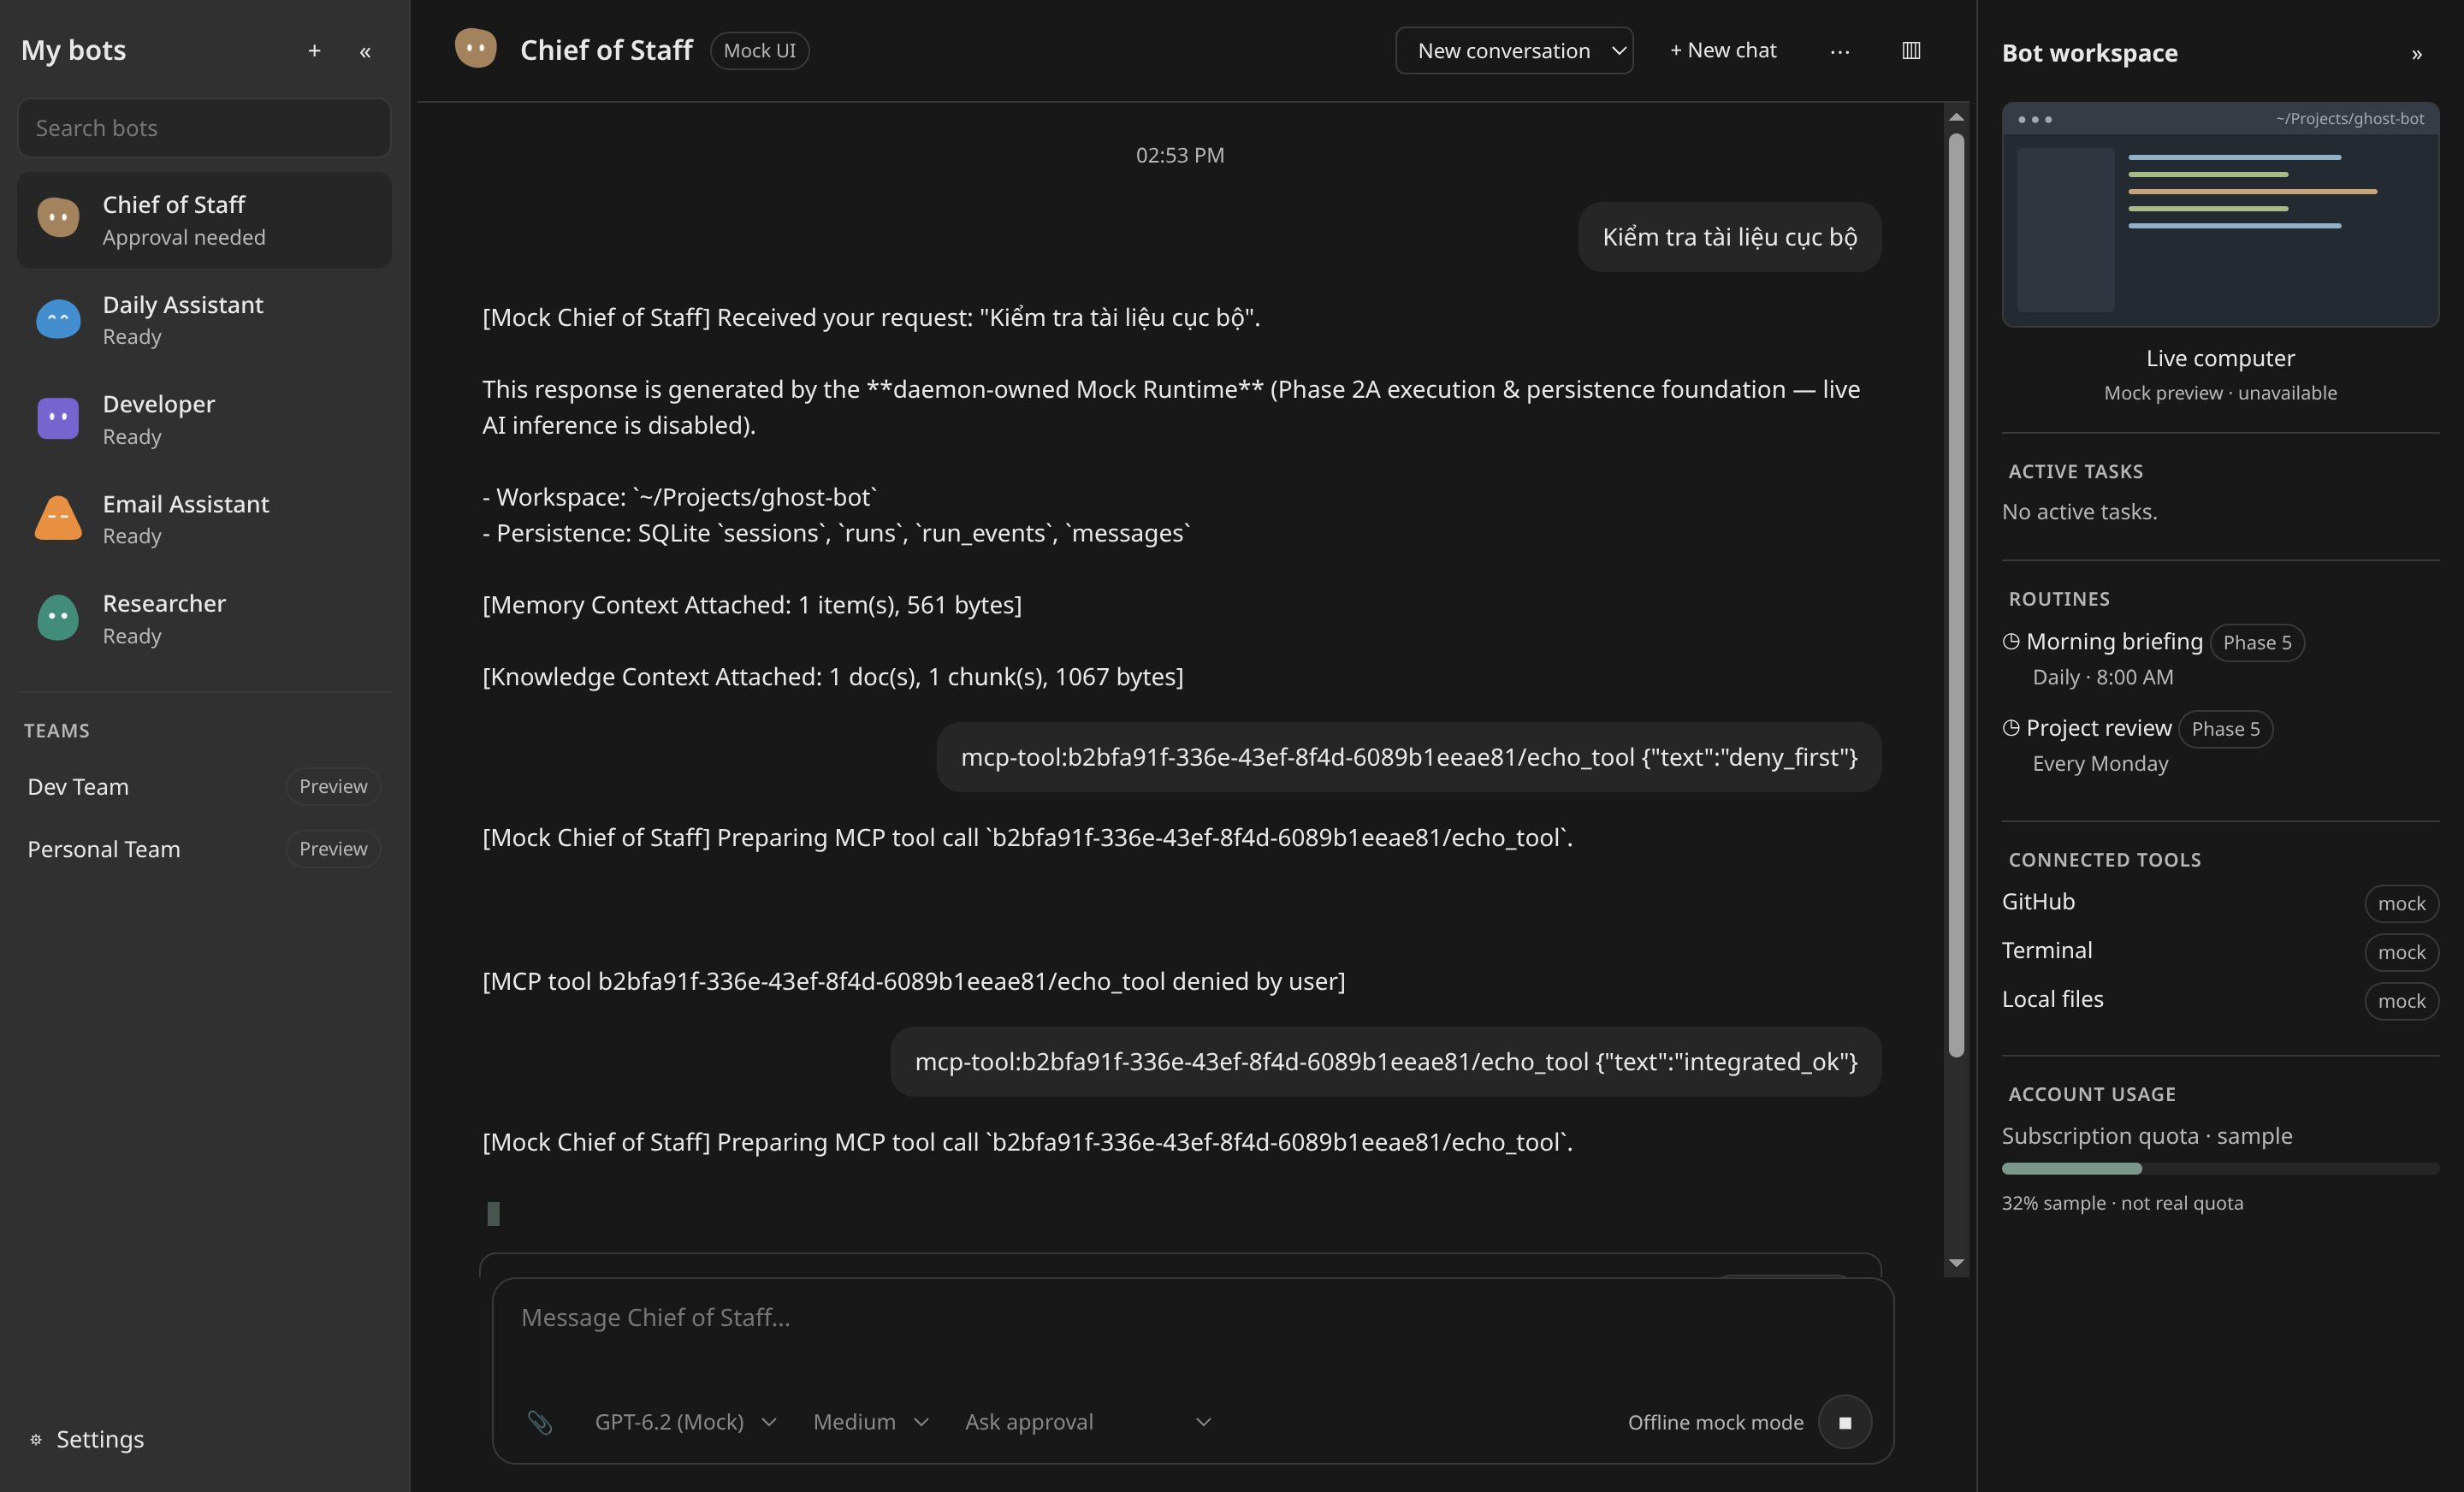 My bots
+
«
Search bots
Chief of Staff
Approval needed
Daily Assistant
Ready
Developer
Ready
Email Assistant
Ready
Researcher
Ready
TEAMS
Dev Team Preview
Personal Team Preview
Settings
Chief of Staff Mock UI
New conversation
+ New chat
...
02:53 PM
Kiểm tra tài liệu cục bộ
[Mock Chief of Staff] Received your request: "Kiểm tra tài liệu cục bộ".
This response is generated by the **daemon-owned Mock Runtime** (Phase 2A execution & persistence foundation — live
AI inference is disabled).
- Workspace: `~/Projects/ghost-bot`
- Persistence: SQLite `sessions`, `runs`, `run_events`, `messages`
[Memory Context Attached: 1 item(s), 561 bytes]
[Knowledge Context Attached: 1 doc(s), 1 chunk(s), 1067 bytes]
mcp-tool:b2bfa91f-336e-43ef-8f4d-6089b1eeae81/echo_tool {"text":"deny_first"}
[Mock Chief of Staff] Preparing MCP tool call `b2bfa91f-336e-43ef-8f4d-6089b1eeae81/echo_tool`.
[MCP tool b2bfa91f-336e-43ef-8f4d-6089b1eeae81/echo_tool denied by user]
mcp-tool:b2bfa91f-336e-43ef-8f4d-6089b1eeae81/echo_tool {"text":"integrated_ok"}
[Mock Chief of Staff] Preparing MCP tool call `b2bfa91f-336e-43ef-8f4d-6089b1eeae81/echo_tool`.
Message Chief of Staff...
GPT-6.2 (Mock)
Medium
Ask approval
Offline mock mode
Bot workspace
»
~/Projects/ghost-bot
Live computer
Mock preview · unavailable
ACTIVE TASKS
No active tasks.
ROUTINES
Morning briefing Phase 5
Daily · 8:00 AM
Project review Phase 5
Every Monday
CONNECTED TOOLS
GitHub mock
Terminal mock
Local files mock
ACCOUNT USAGE
Subscription quota · sample
32% sample · not real quota